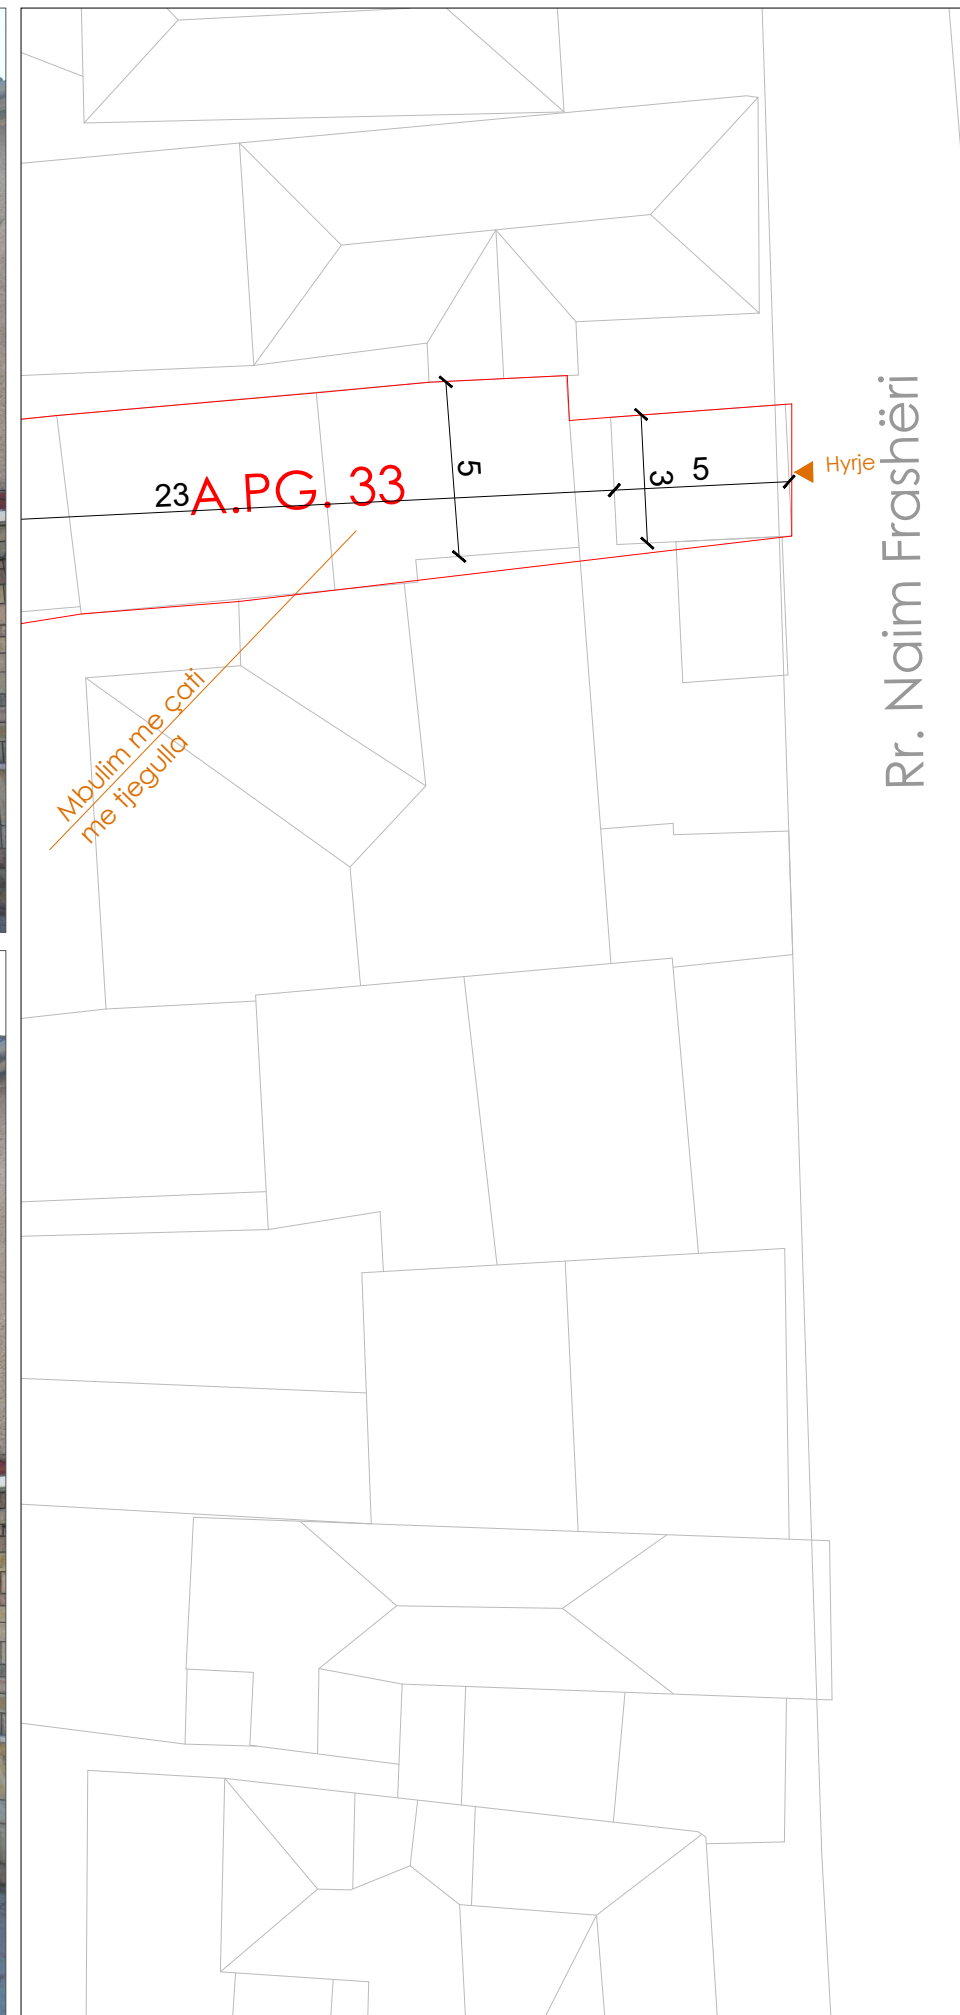 23
A.PG. 33
5
3
5
Hyrje
Rr. Naim Frashëri
Mbulim me çati
me tjegulla